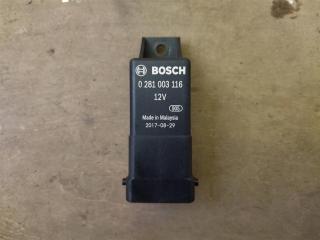 BOSCH
0 281 003 116
12V
Made in Malaysia
2017-08-29